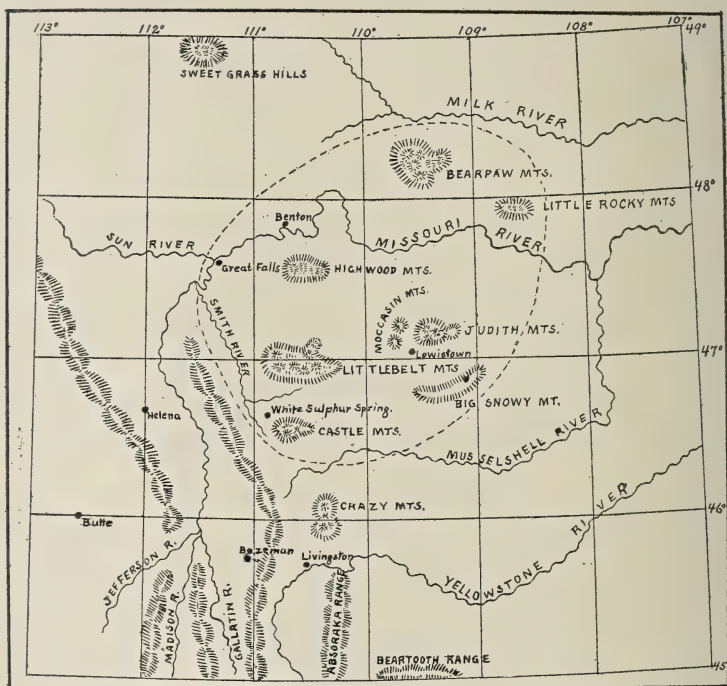 113° 112° 111° 110° 109° 108° 107°
49°
SWEET GRASS HILLS
MILK RIVER
BEARPAW MTS.
48°
LITTLE ROCKY MTS
Benton
SUN RIVER
MISSOURI RIVER
Great Falls
HIGHWOOD MTS.
MOCCASIN MTS.
SMITH RIVER
JUDITH, MTS.
Lewistown
47°
LITTLEBELT MTS
BIG SNOWY MT.
White Sulphur Spring.
Helena
CASTLE MTS.
MUSSELSHELL RIVER
CRAZY MTS.
46°
Butte
Bozeman
Livingston
JEFFERSON R.
YELLOWSTONE RIVER
MADISON R.
GALLATIN R.
ABSORAKA RANGE
BEARTOOTH RANGE
45